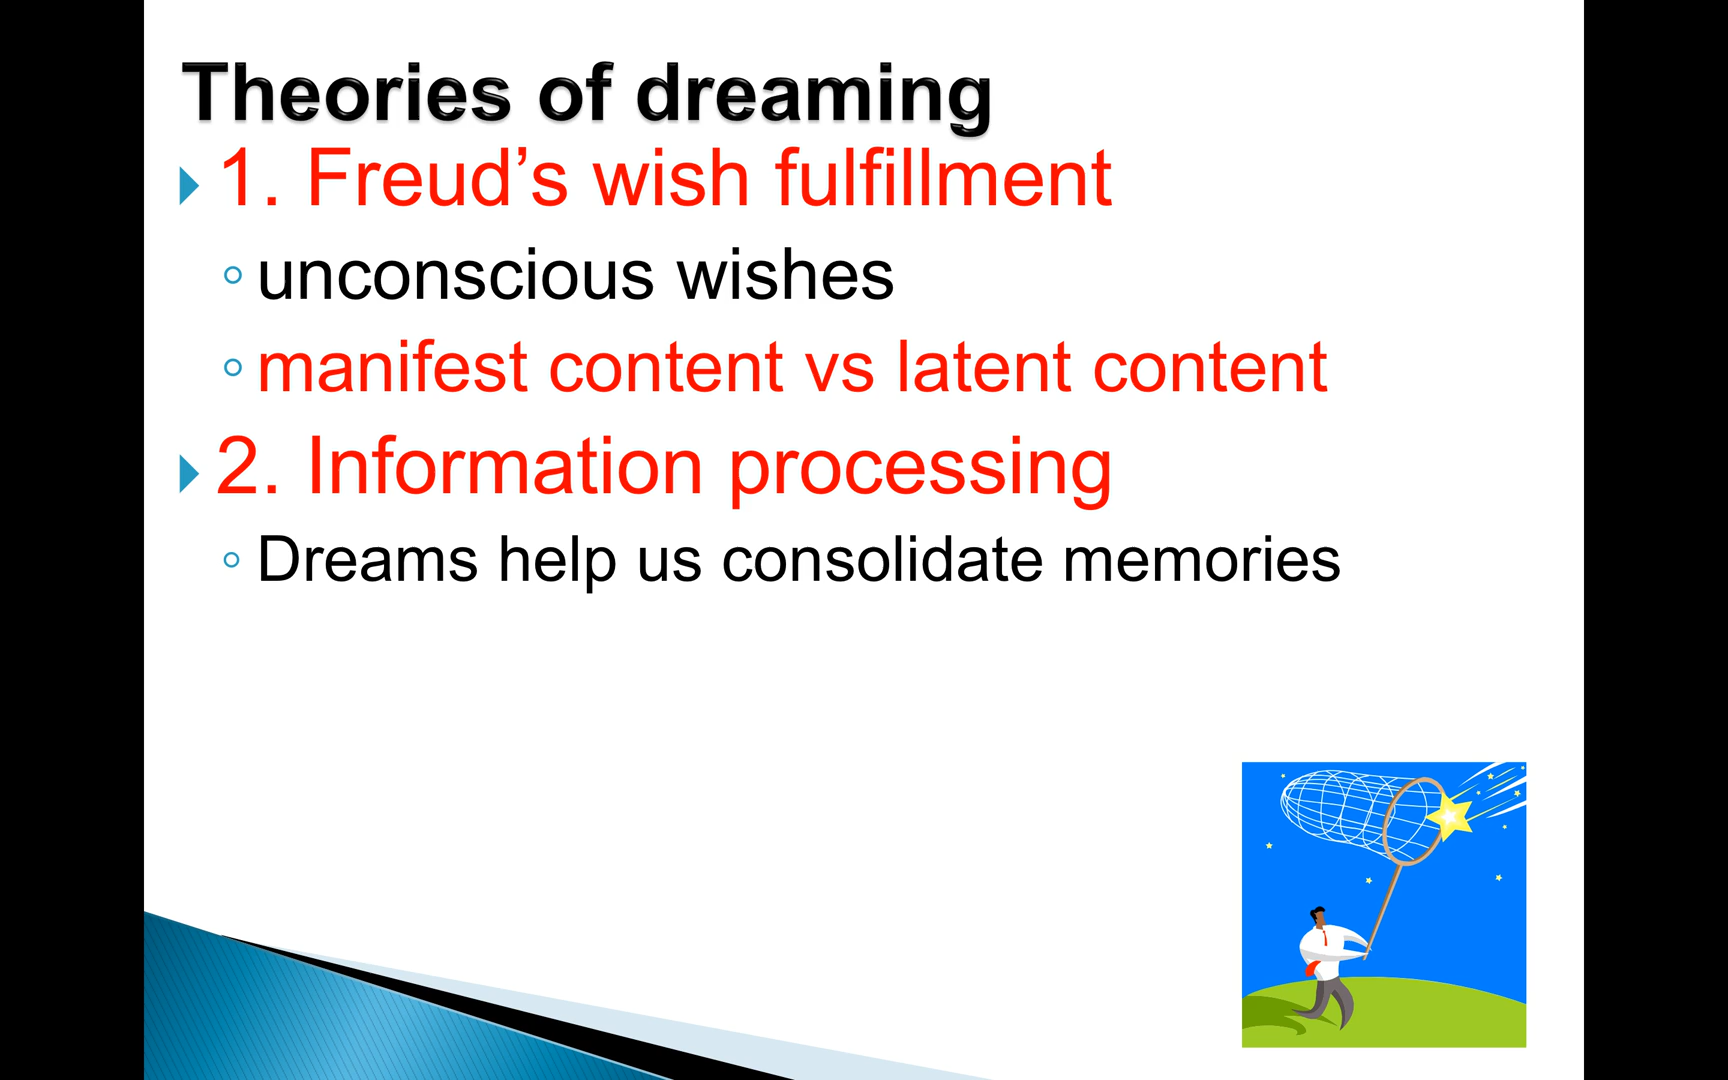 Theories of dreaming
1. Freud’s wish fulfillment
unconscious wishes
manifest content vs latent content
2. Information processing
Dreams help us consolidate memories